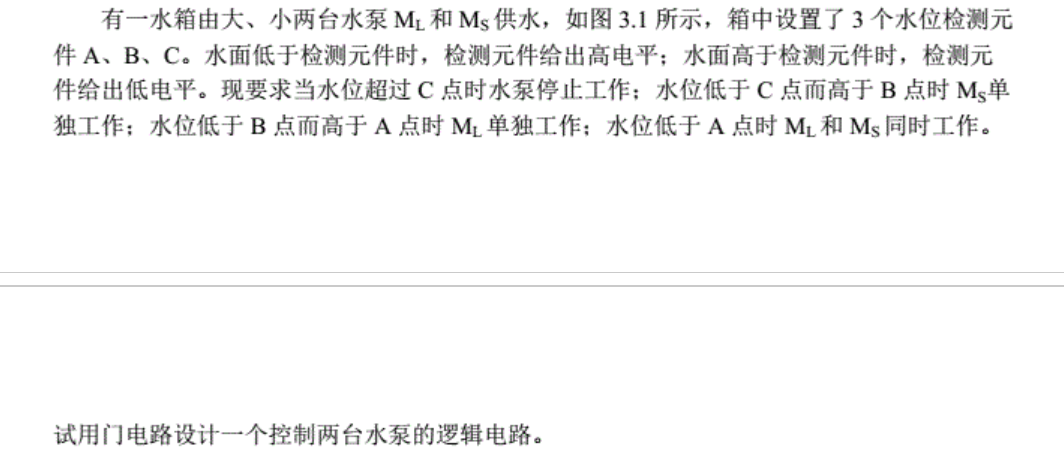 有一水箱由大、小两台水泵 ML 和 MS 供水，如图 3.1 所示，箱中设置了 3 个水位检测元
件 A、B、C。水面低于检测元件时，检测元件给出高电平；水面高于检测元件时，检测元
件给出低电平。现要求当水位超过 C 点时水泵停止工作；水位低于 C 点而高于 B 点时 MS单
独工作；水位低于 B 点而高于 A 点时 ML 单独工作；水位低于 A 点时 ML 和 MS 同时工作。
试用门电路设计一个控制两台水泵的逻辑电路。